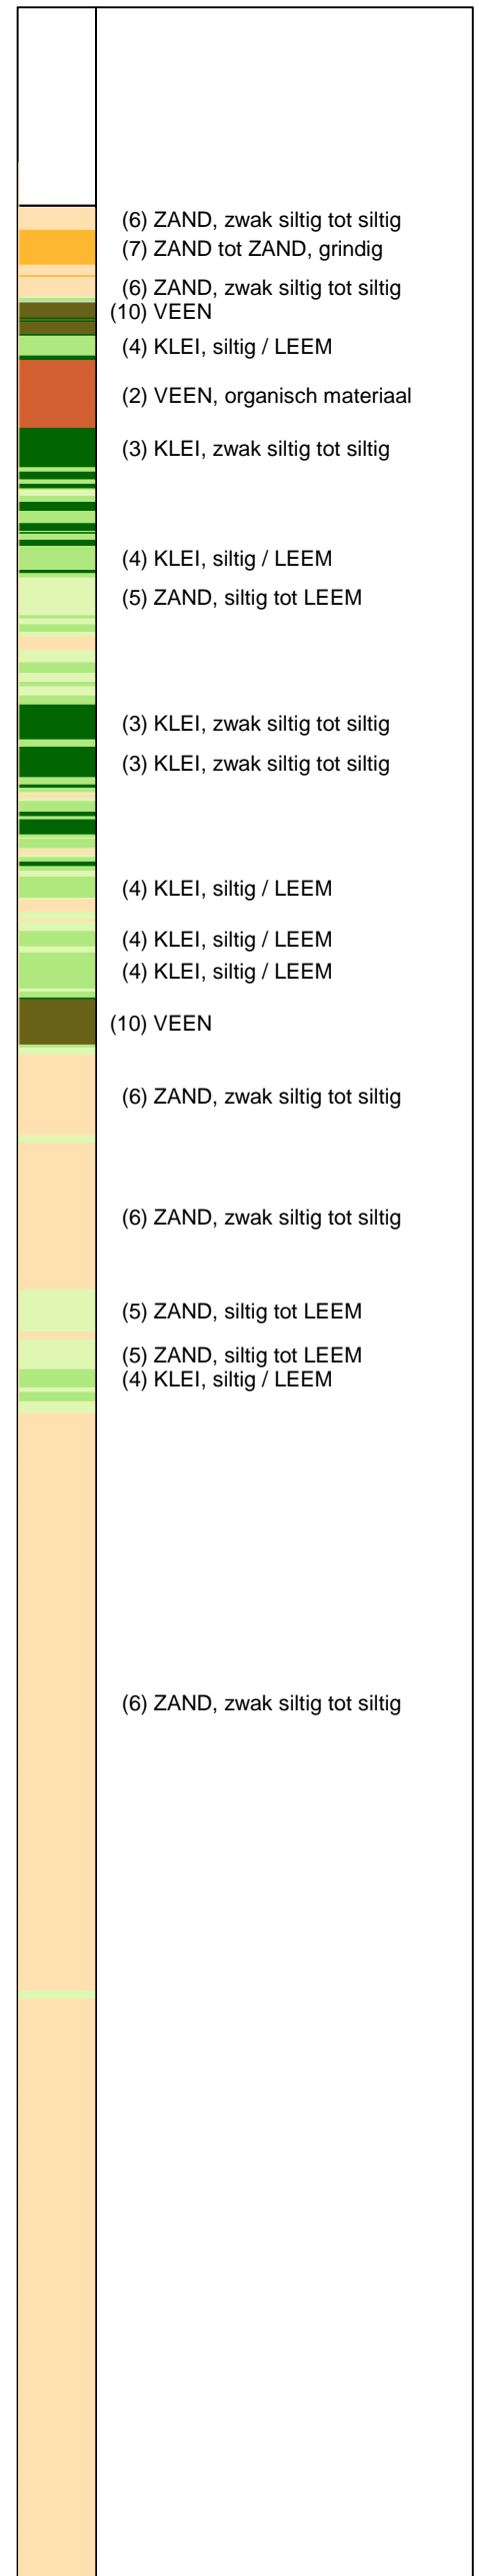 (6) ZAND, zwak siltig tot siltig
(7) ZAND tot ZAND, grindig
(6) ZAND, zwak siltig tot siltig
(10) VEEN
(4) KLEI, siltig / LEEM
(2) VEEN, organisch materiaal
(3) KLEI, zwak siltig tot siltig
(4) KLEI, siltig / LEEM
(5) ZAND, siltig tot LEEM
(3) KLEI, zwak siltig tot siltig
(3) KLEI, zwak siltig tot siltig
(4) KLEI, siltig / LEEM
(4) KLEI, siltig / LEEM
(4) KLEI, siltig / LEEM
(10) VEEN
(6) ZAND, zwak siltig tot siltig
(6) ZAND, zwak siltig tot siltig
(5) ZAND, siltig tot LEEM
(5) ZAND, siltig tot LEEM
(4) KLEI, siltig / LEEM
(6) ZAND, zwak siltig tot siltig